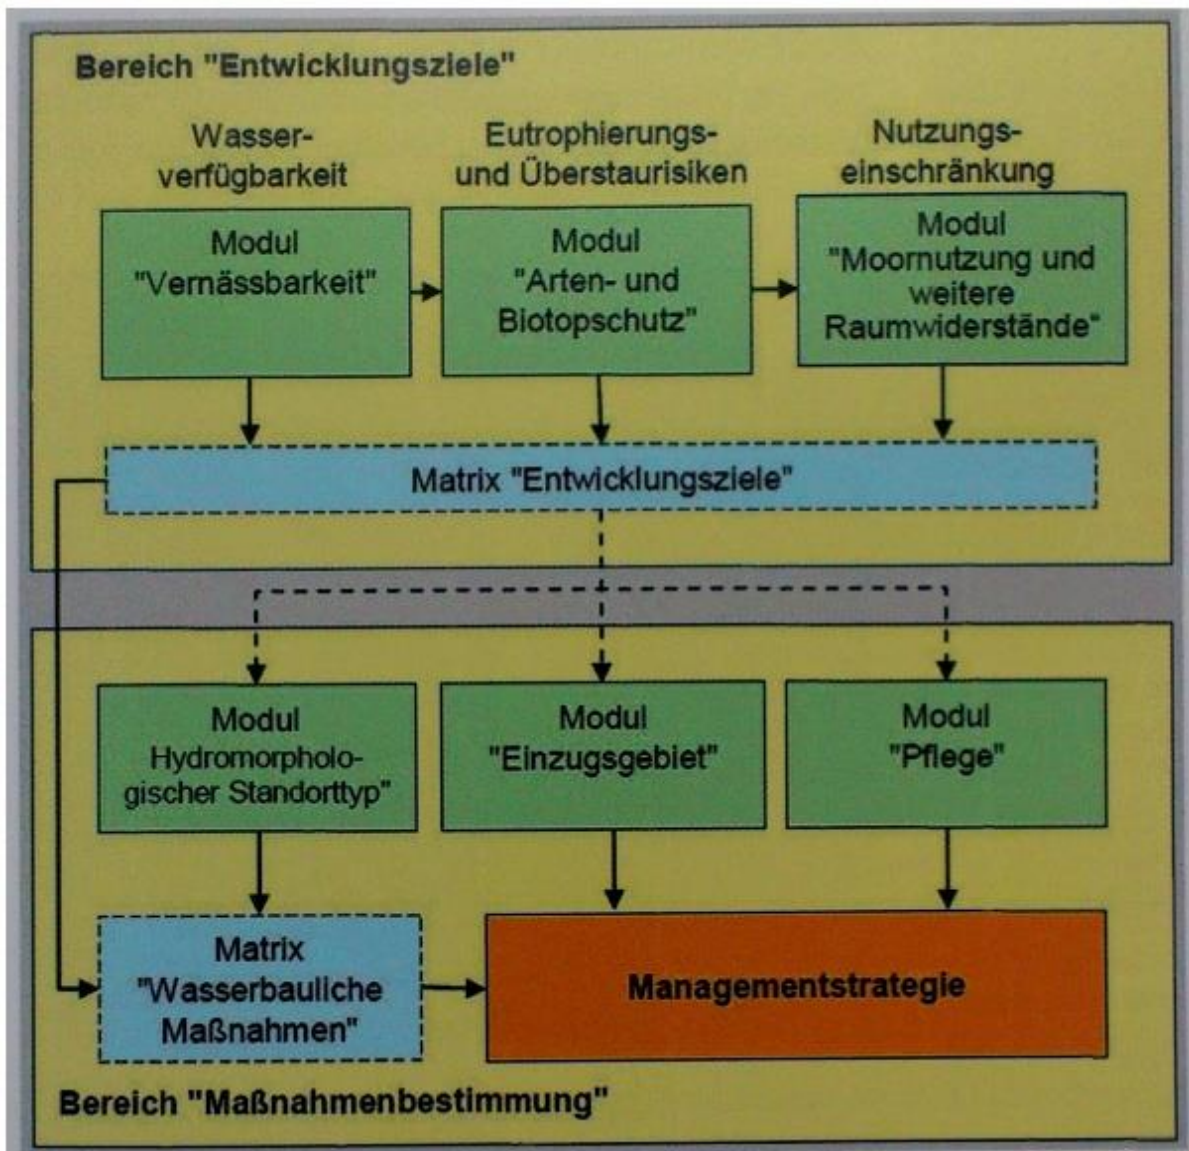 Bereich "Entwicklungsziele"
Wasser-
verfügbarkeit
Eutrophierungs-
und Überstaurisiken
Nutzungs-
einschränkung
Modul
"Vernässbarkeit"
Modul
"Arten- und
Biotopschutz"
Modul
"Moornutzung und
weitere
Raumwiderstände"
Matrix "Entwicklungsziele"
Modul
Hydromorpholo-
gischer Standorttyp"
Modul
"Einzugsgebiet"
Modul
"Pflege"
Matrix
"Wasserbauliche
Maßnahmen"
Managementstrategie
Bereich "Maßnahmenbestimmung"